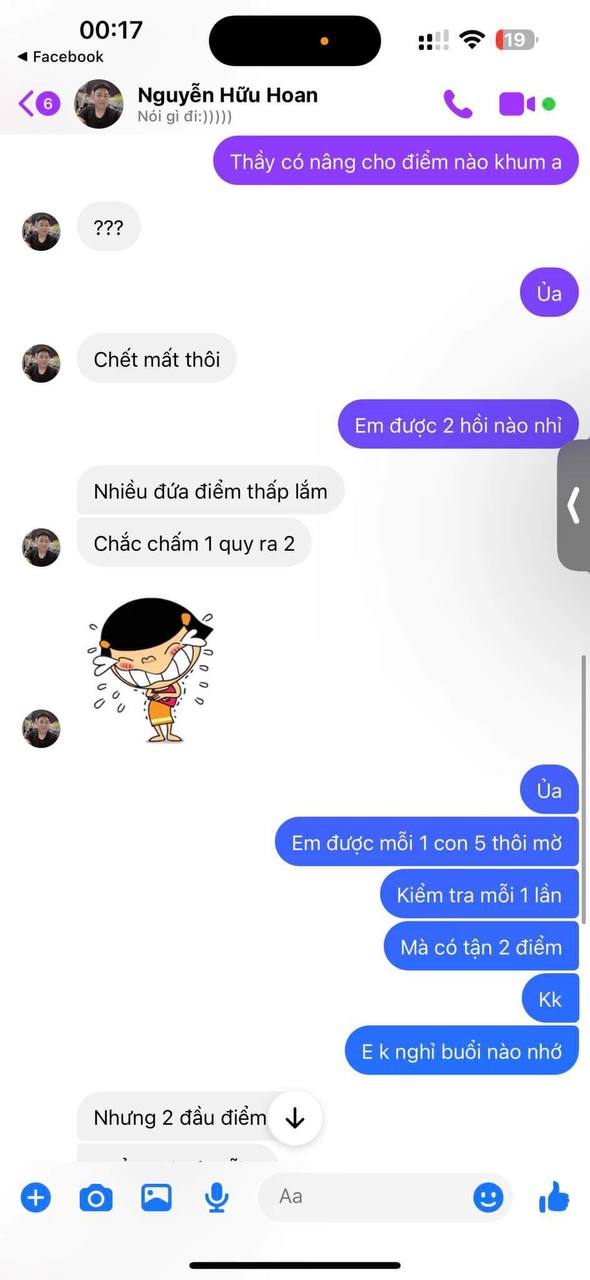 00:17
19
◀ Facebook
6
Nguyễn Hữu Hoan
Nói gì đi:)))))
Thầy có nâng cho điểm nào khum a
???
Ủa
Chết mất thôi
Em được 2 hồi nào nhỉ
Nhiều đứa điểm thấp lắm
Chắc chấm 1 quy ra 2
Ủa
Em được mỗi 1 con 5 thôi mờ
Kiểm tra mỗi 1 lần
Mà có tận 2 điểm
Kk
E k nghỉ buổi nào nhớ
Nhưng 2 đầu điểm
Aa